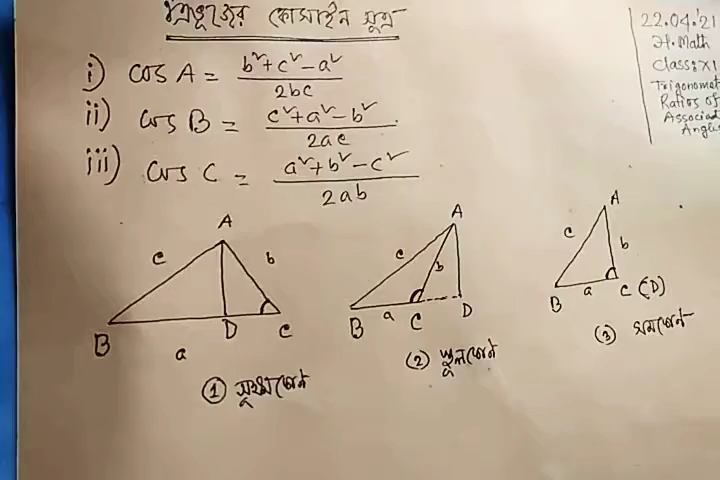 ত্রিভূজের কোসাইন সূত্র
i) cos A = b²+c²-a² / 2bc
ii) cos B = c²+a²-b² / 2ac
iii) cos C = a²+b²-c² / 2ab
22.04.'21
H. Math
Class: XI
Trigonomet
Ratios of
Associat
Angle
A
c b
B D C
a
① সূক্ষ্মকোণ
A
c b
B a C D
(2) স্থূলকোণ
A
c b
B a C (D)
(3) সমকোণ